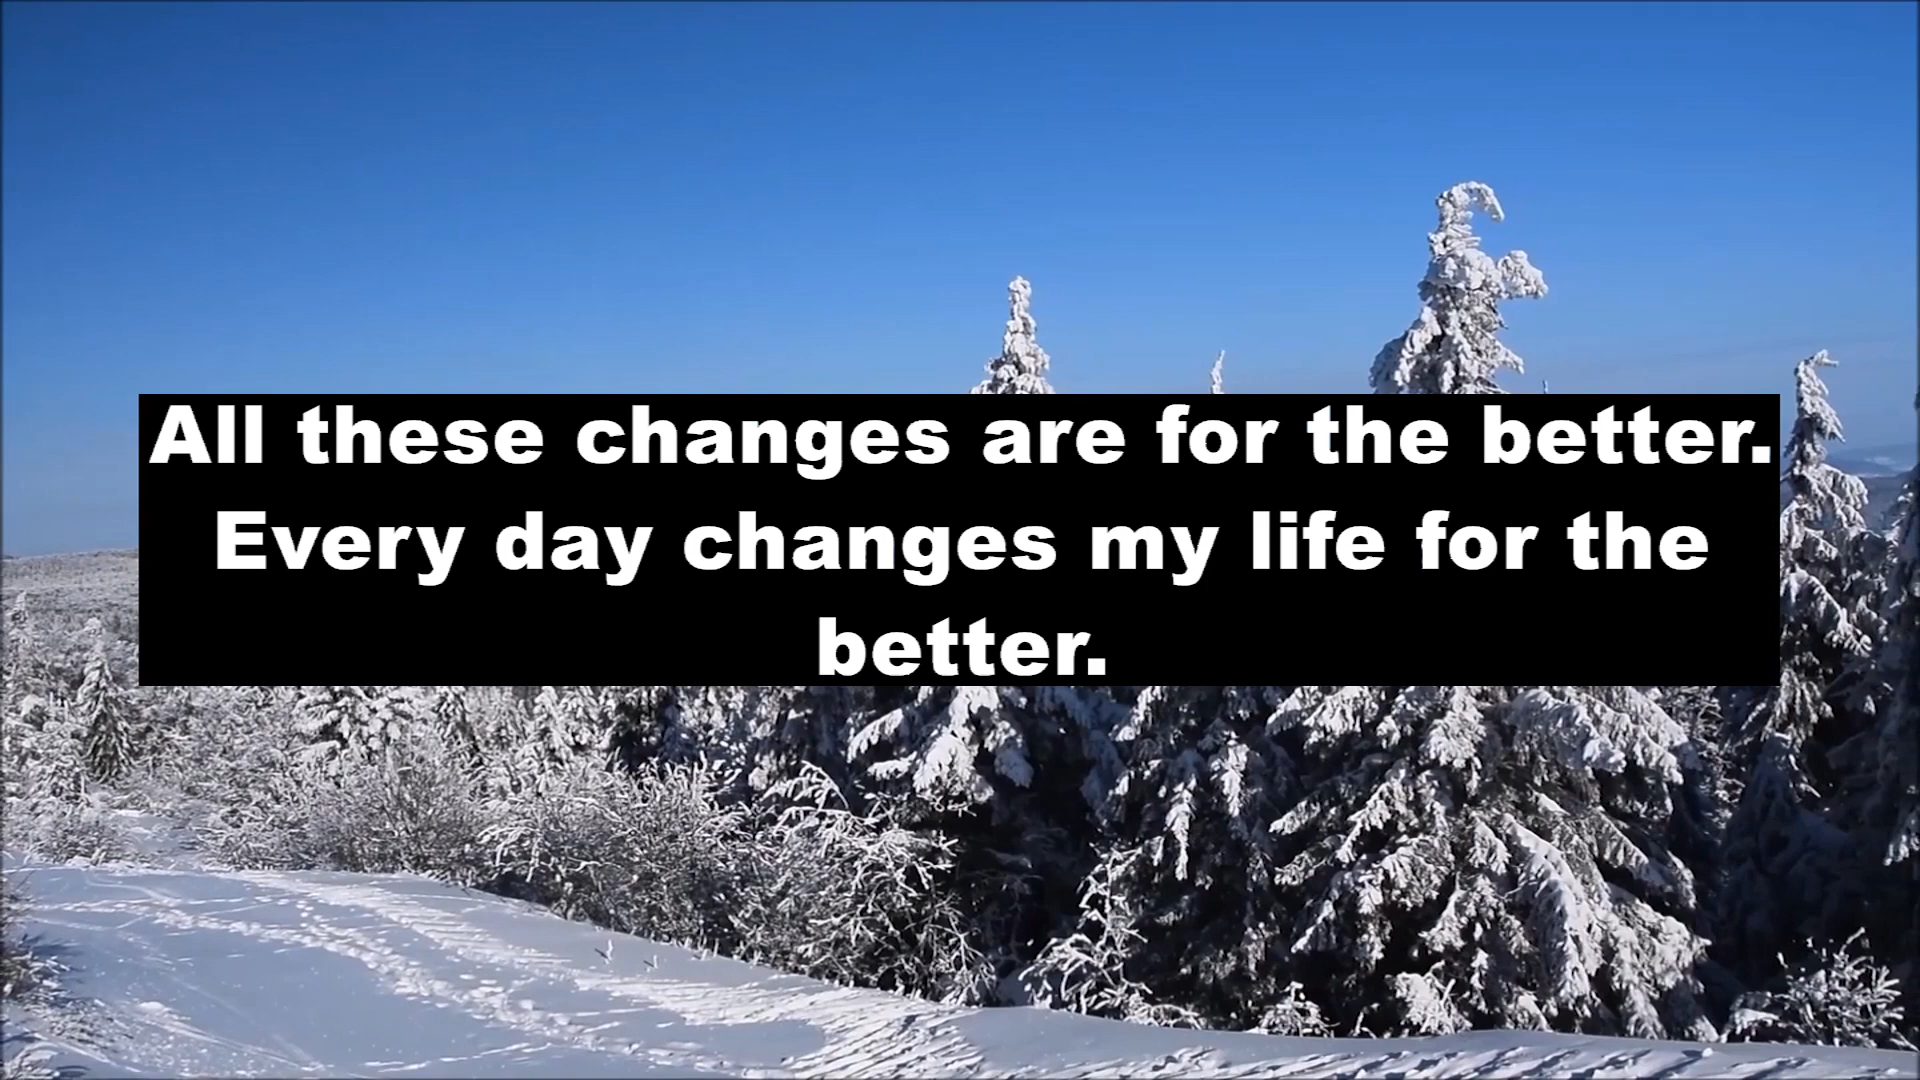 All these changes are for the better.
Every day changes my life for the
better.